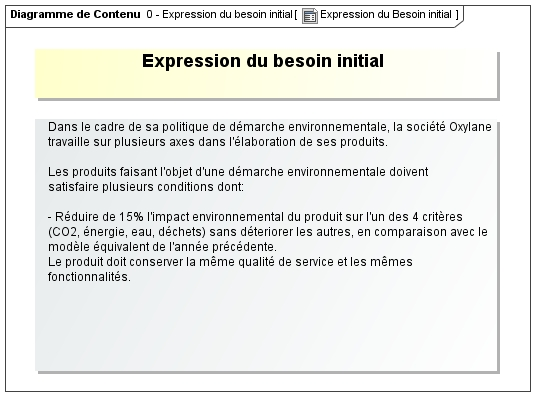 Diagramme de Contenu 0 - Expression du besoin initial [ Expression du Besoin initial ]
Expression du besoin initial
Dans le cadre de sa politique de démarche environnementale, la société Oxylane
travaille sur plusieurs axes dans l'élaboration de ses produits.
Les produits faisant l'objet d'une démarche environnementale doivent
satisfaire plusieurs conditions dont:
- Réduire de 15% l'impact environnemental du produit sur l'un des 4 critères
(CO2, énergie, eau, déchets) sans déteriorer les autres, en comparaison avec le
modèle équivalent de l'année précédente.
Le produit doit conserver la même qualité de service et les mêmes
fonctionnalités.